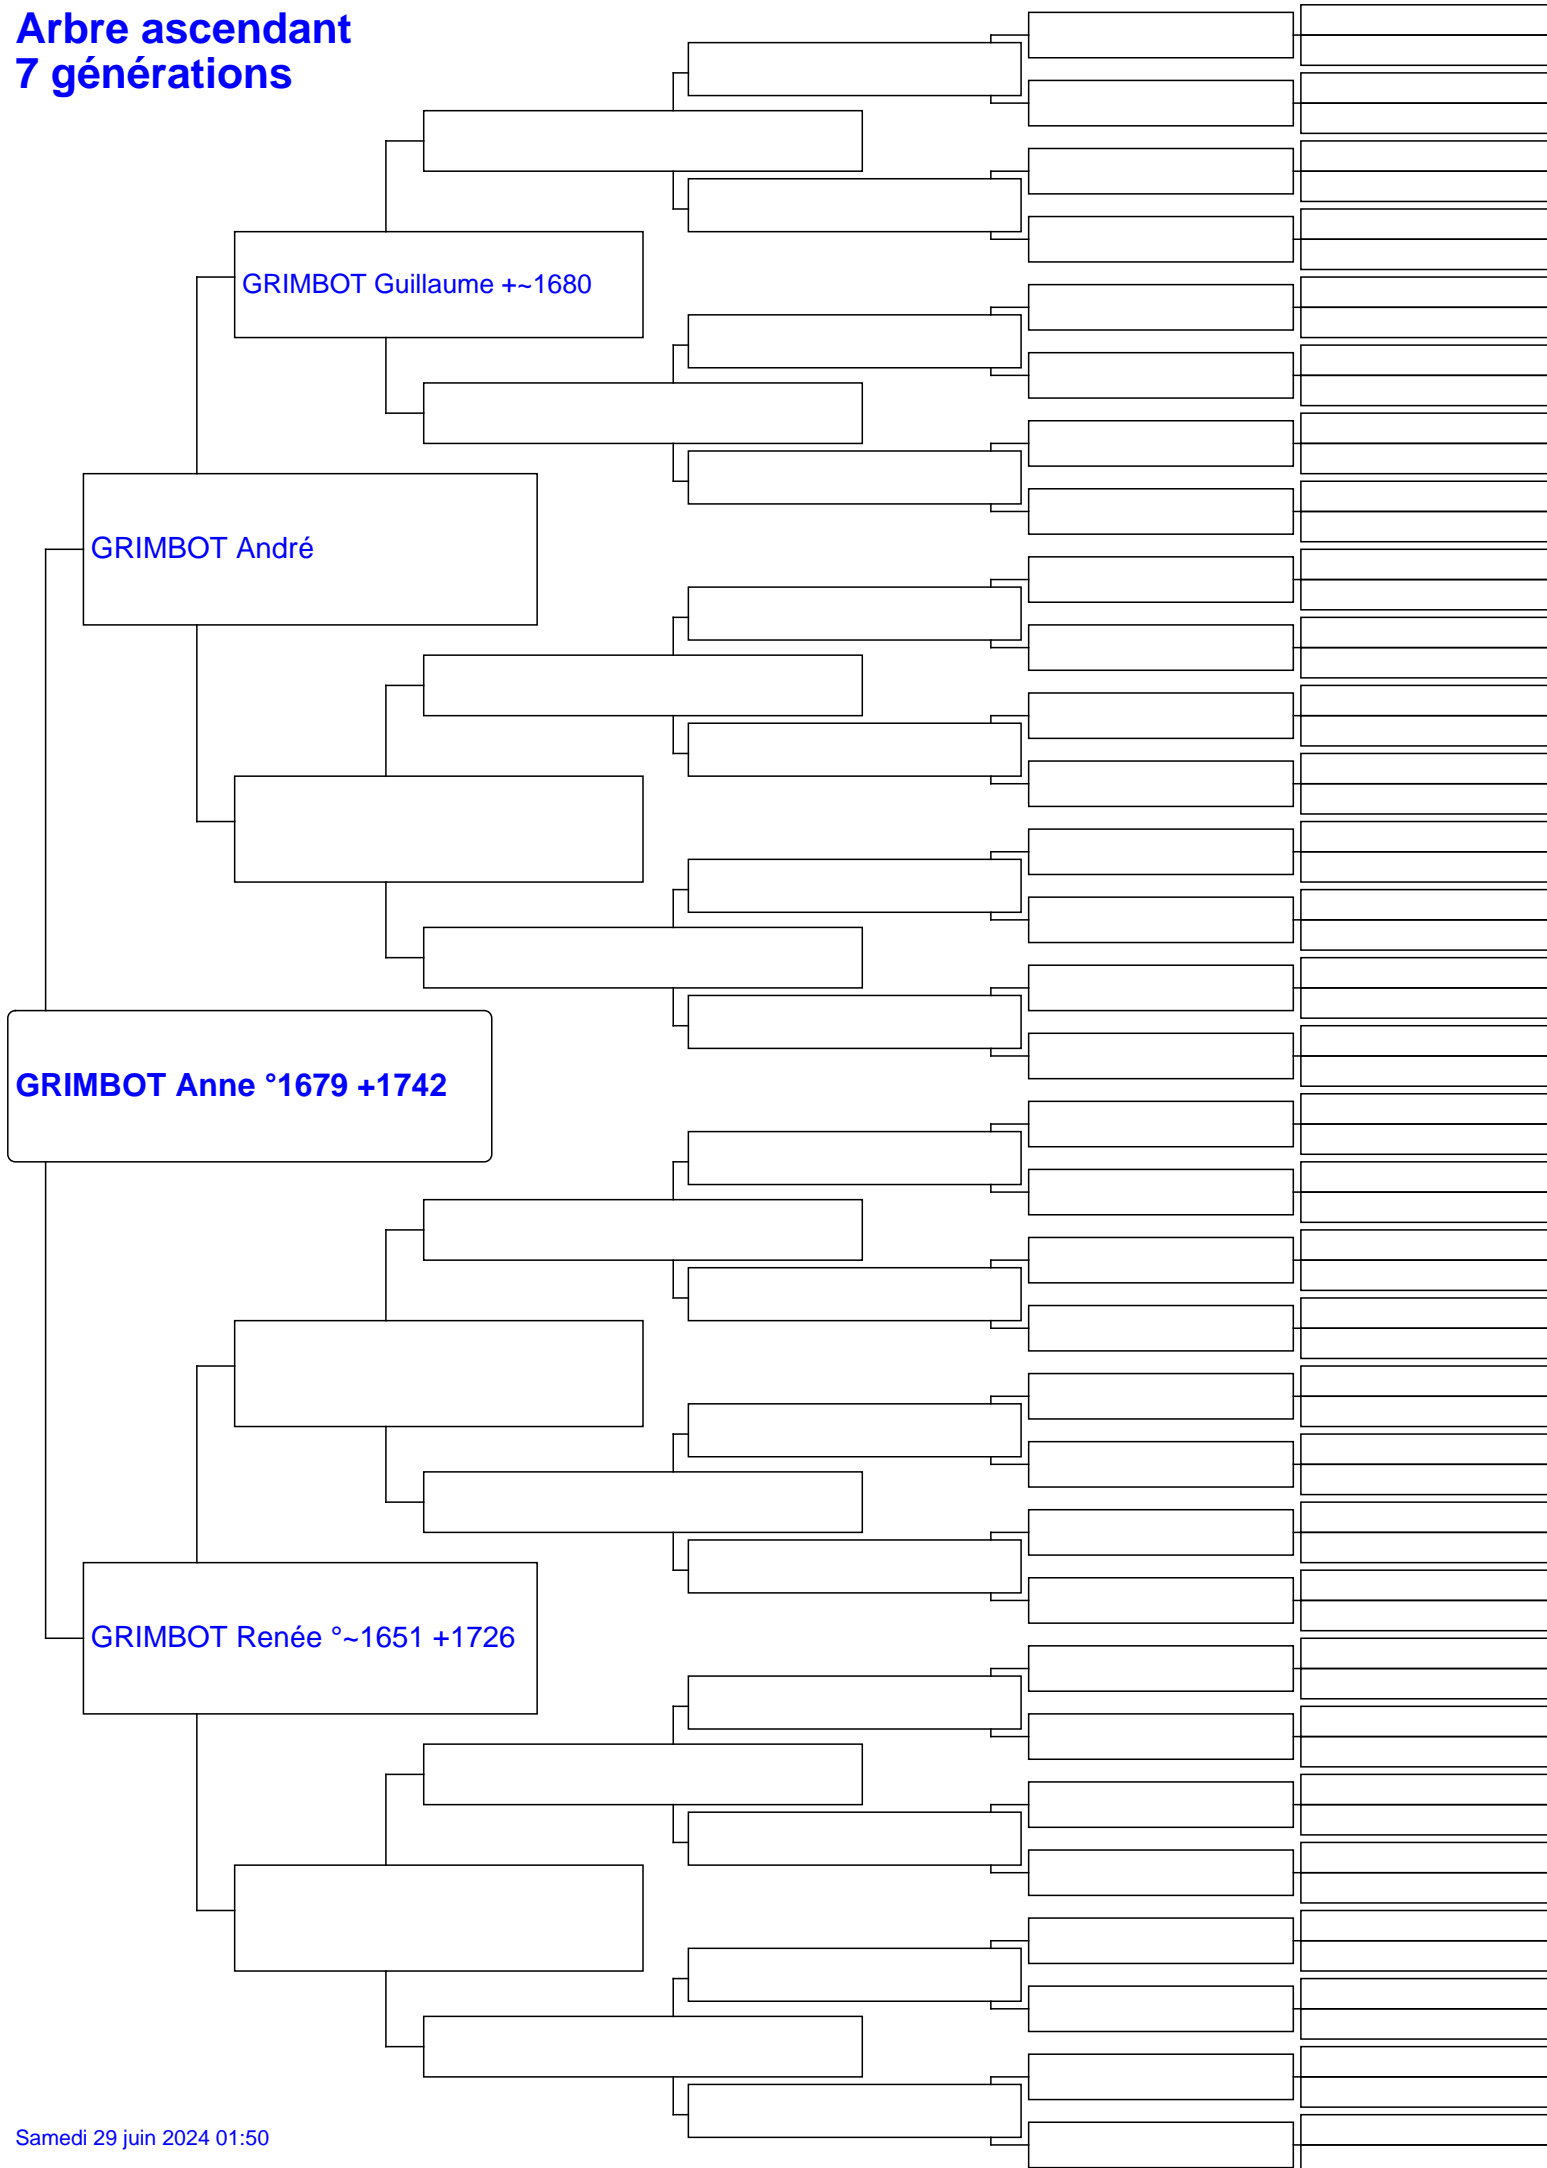 Arbre ascendant
7 générations
GRIMBOT Guillaume +~1680
GRIMBOT André
GRIMBOT Anne °1679 +1742
GRIMBOT Renée °~1651 +1726
Samedi 29 juin 2024 01:50